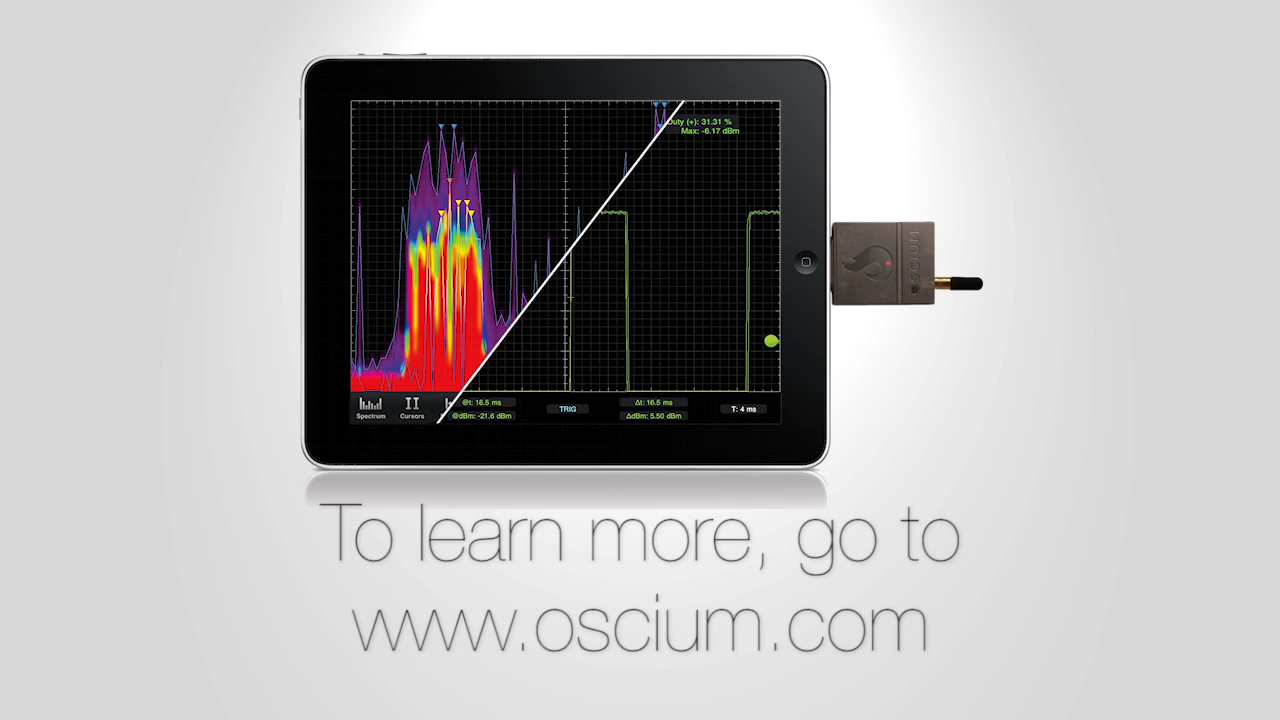 Duty (+): 31.31 %
Max: -6.17 dBm
OSCIUM
Spectrum
Cursors
@t: 16.5 ms
@dBm: -21.6 dBm
TRIG
Δt: 16.5 ms
ΔdBm: 5.50 dBm
T: 4 ms
To learn more, go to
www.oscium.com